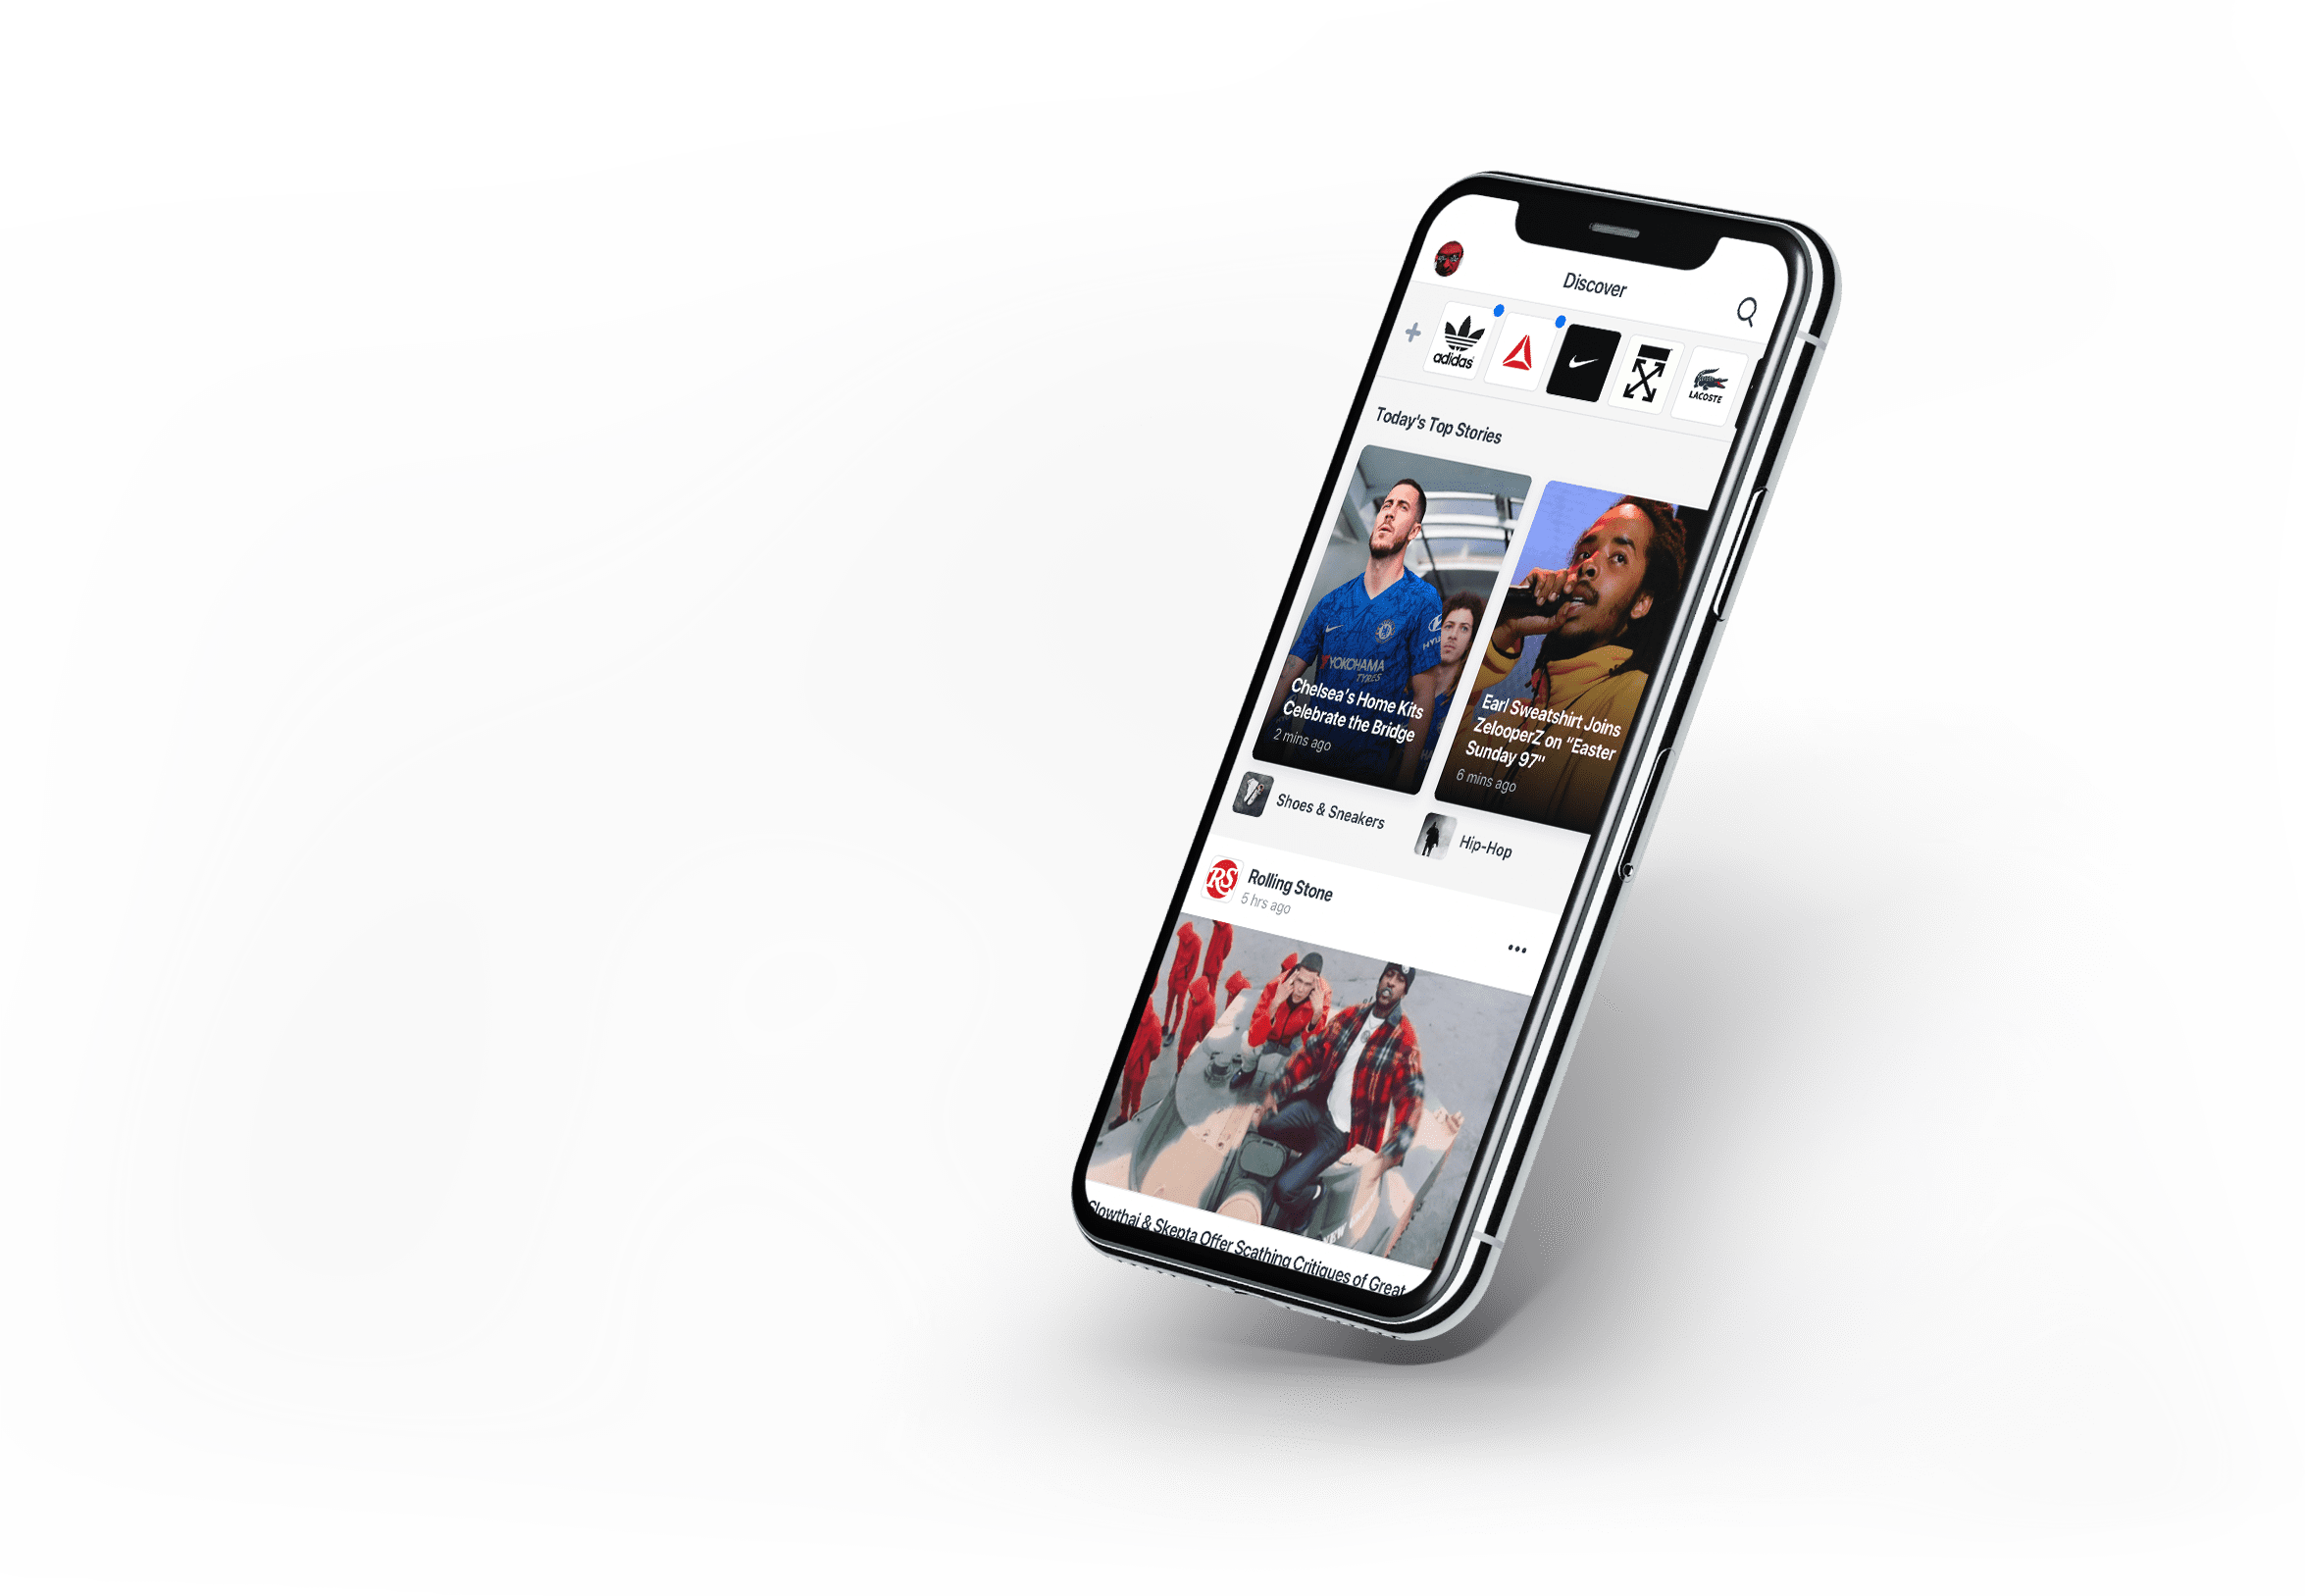 Discover
adidas
LACOSTE
Today's Top Stories
YOKOHAMA
TYRES
Chelsea's Home Kits
Celebrate the Bridge
2 mins ago
Earl Sweatshirt Joins
ZelooperZ on "Easter
Sunday 97"
6 mins ago
Shoes & Sneakers
Hip-Hop
RS
Rolling Stone
5 hrs ago
NEW
Slowthai & Skepta Offer Scathing Critiques of Great